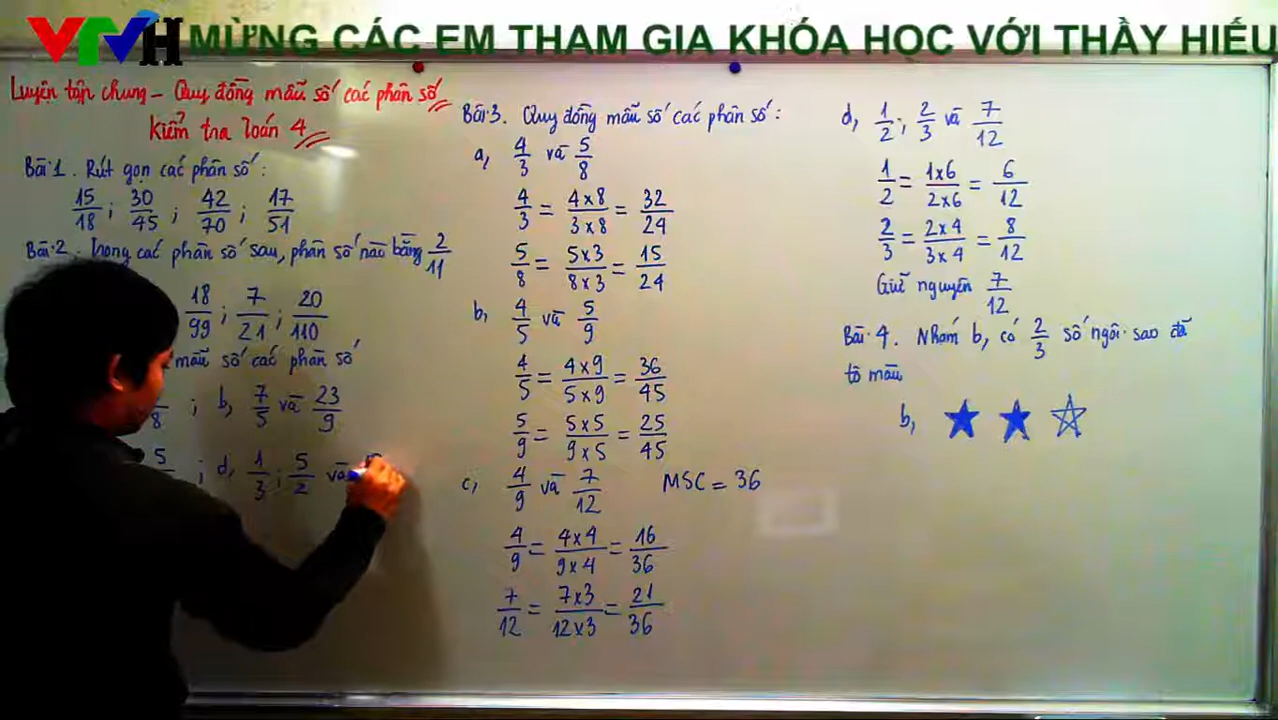 VTVH MỪNG CÁC EM THAM GIA KHÓA HỌC VỚI THẦY HIẾU
Luyện tập chung - Quy đồng mẫu số các phân số
Kiểm tra toán 4
Bài 1. Rút gọn các phân số:
15/18 ; 30/45 ; 42/70 ; 17/51
Bài 2. Trong các phân số sau, phân số nào bằng 2/11
18/99 ; 7/21 ; 20/110
mẫu số các phân số
8 ; b, 7/5 và 23/9
5 ; d, 1/3 ; 5/2 và
Bài 3. Quy đồng mẫu số các phân số:
a, 4/3 và 5/8
4/3 = 4x8/3x8 = 32/24
5/8 = 5x3/8x3 = 15/24
b, 4/5 và 5/9
4/5 = 4x9/5x9 = 36/45
5/9 = 5x5/9x5 = 25/45
c, 4/9 và 7/12 MSC = 36
4/9 = 4x4/9x4 = 16/36
7/12 = 7x3/12x3 = 21/36
d, 1/2 ; 2/3 và 7/12
1/2 = 1x6/2x6 = 6/12
2/3 = 2x4/3x4 = 8/12
Giữ nguyên 7/12
Bài 4. Nhóm b, có 2/3 số ngôi sao đã
tô màu
b,